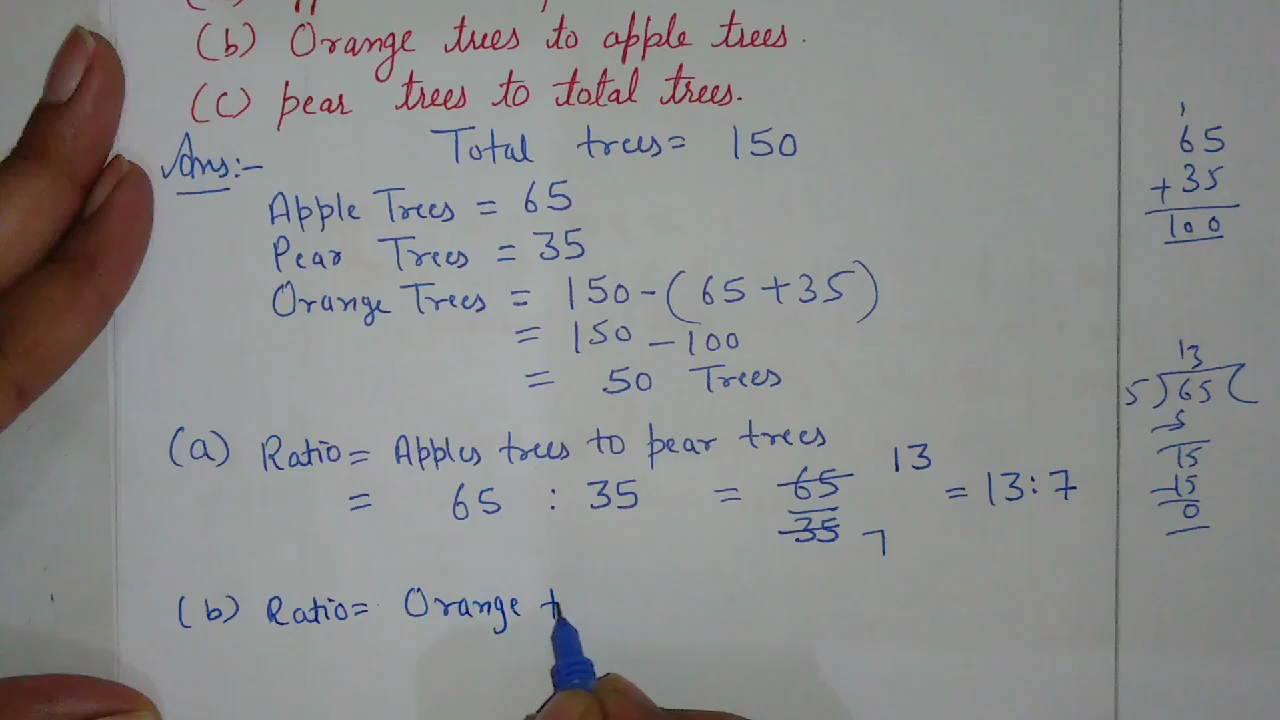 (b) Orange trees to apple trees.
(c) pear trees to total trees.
Ans:- Total trees = 150
Apple Trees = 65
Pear Trees = 35
Orange Trees = 150 - (65 + 35)
= 150 - 100
= 50 Trees
(a) Ratio = Apples trees to pear trees
= 65 : 35 = 65/35 13 7 = 13:7
(b) Ratio = Orange t
65
+ 35
100
13
5)65(
5
15
15
0